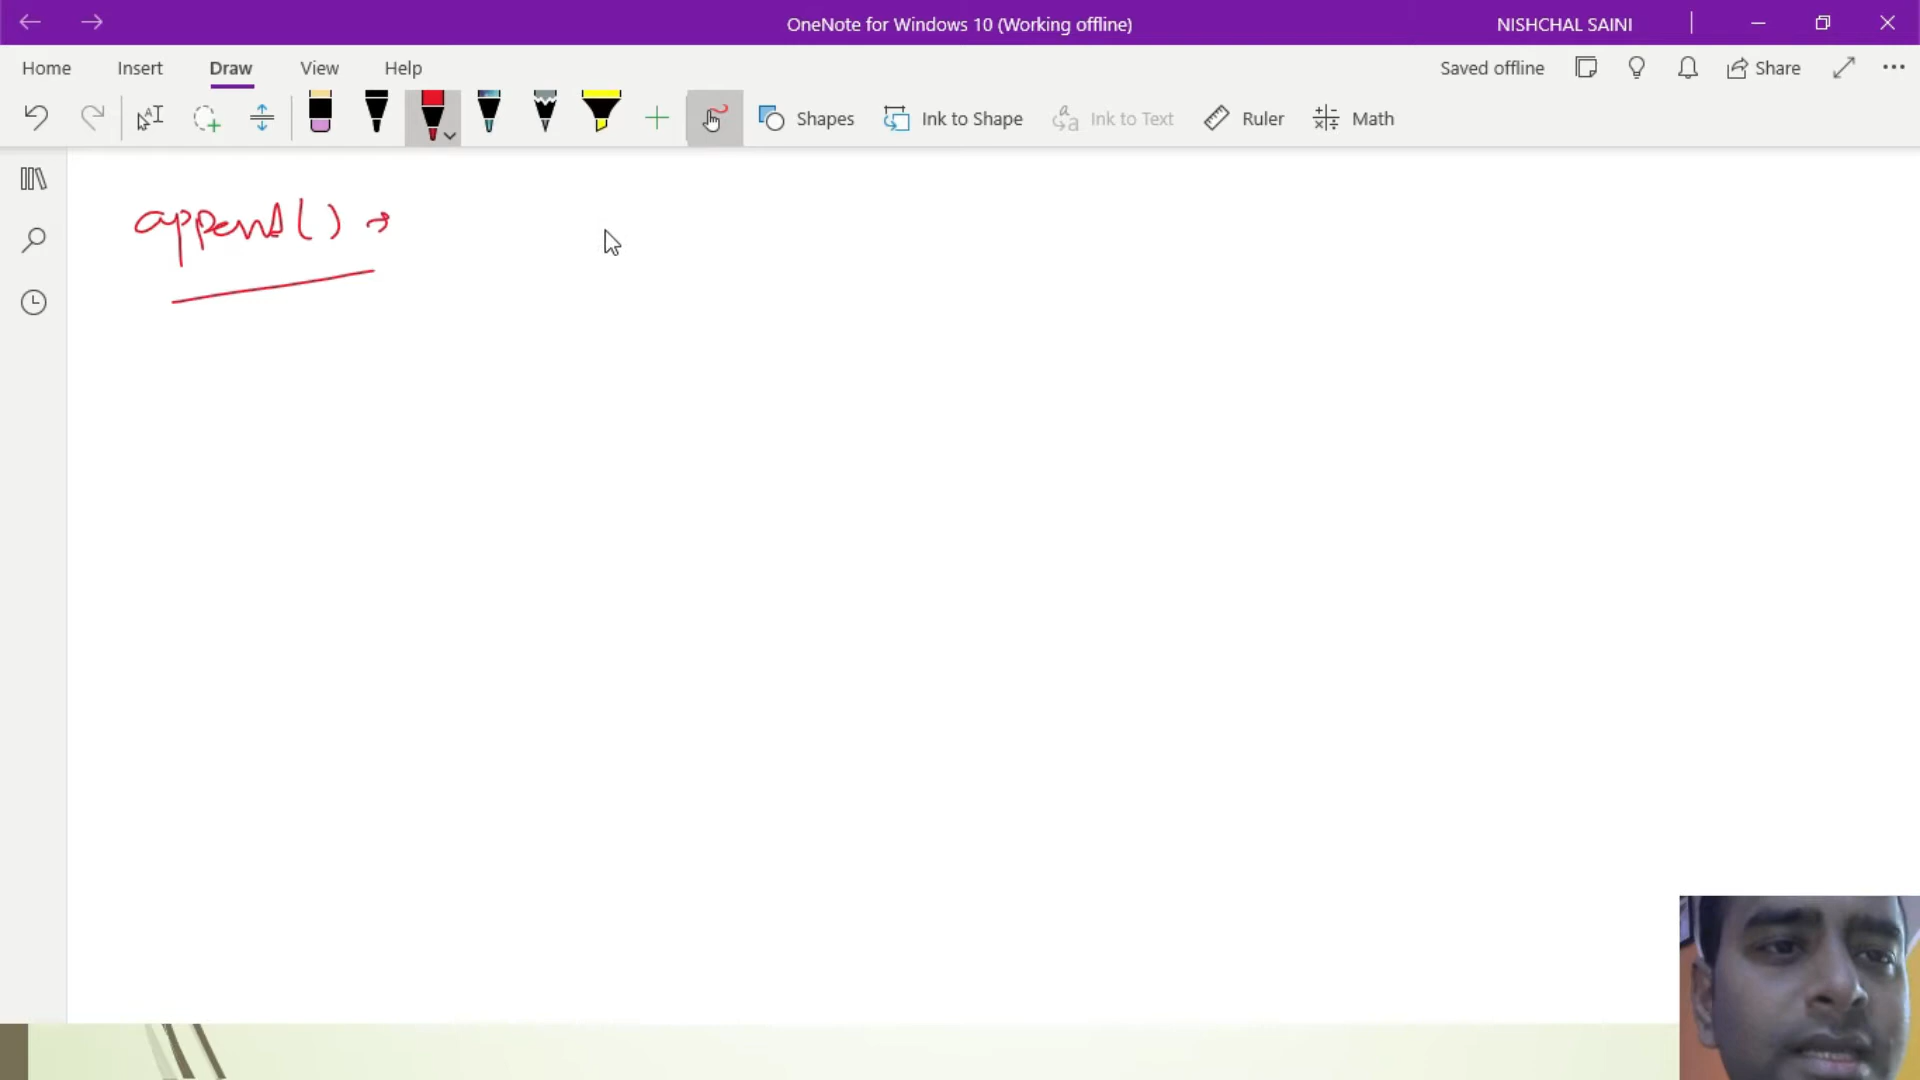 OneNote for Windows 10 (Working offline)
NISHCHAL SAINI
Home Insert Draw View Help
Saved offline
Share
Shapes
Ink to Shape
Ink to Text
Ruler
Math
append() →